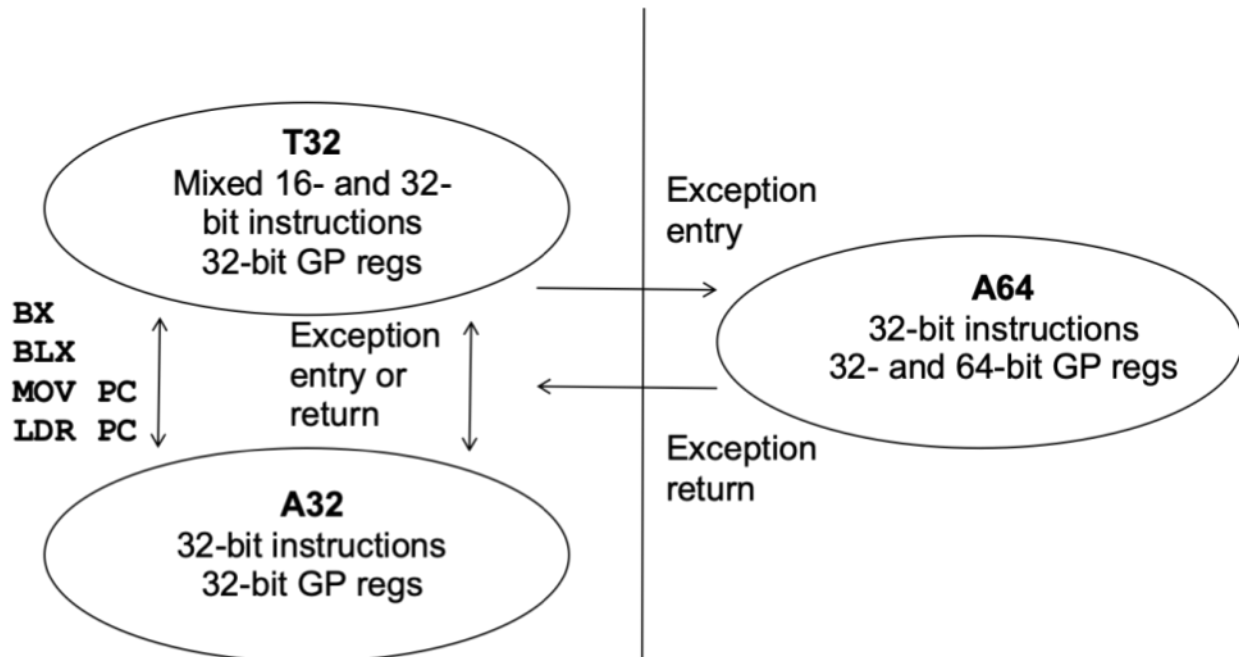 T32
Mixed 16- and 32-
bit instructions
32-bit GP regs
BX
BLX
MOV PC
LDR PC
Exception
entry or
return
A32
32-bit instructions
32-bit GP regs
Exception
entry
Exception
return
A64
32-bit instructions
32- and 64-bit GP regs